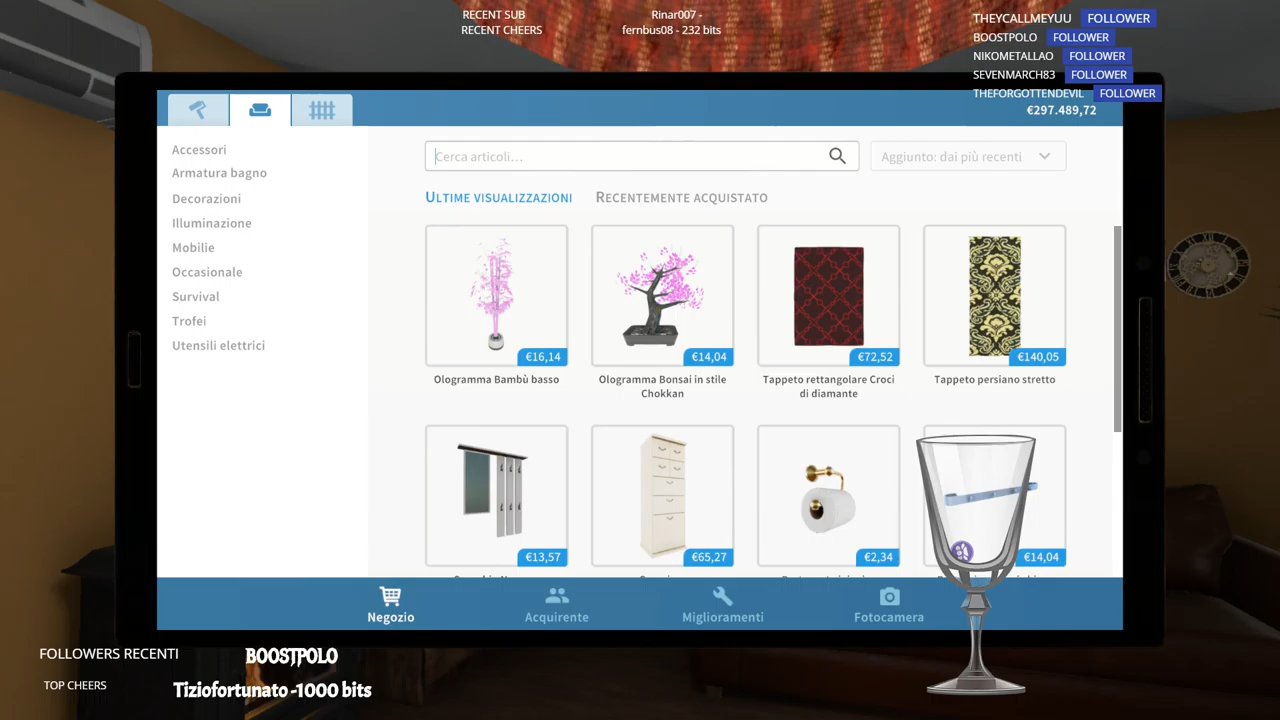 RECENT SUB
Rinar007 -
RECENT CHEERS
fernbus08 - 232 bits
THEYCALLMEYUU FOLLOWER
BOOSTPOLO FOLLOWER
NIKOMETALLAO FOLLOWER
SEVENMARCH83 FOLLOWER
THEFORGOTTENDEVIL FOLLOWER
€297.489,72
Accessori
Armatura bagno
Decorazioni
Illuminazione
Mobilie
Occasionale
Survival
Trofei
Utensili elettrici
Cerca articoli...
Aggiunto: dai più recenti
ULTIME VISUALIZZAZIONI
RECENTEMENTE ACQUISTATO
€16,14
Ologramma Bambù basso
€14,04
Ologramma Bonsai in stile
Chokkan
€72,52
Tappeto rettangolare Croci
di diamante
€140,05
Tappeto persiano stretto
€13,57
€65,27
€2,34
€14,04
Negozio
Acquirente
Miglioramenti
Fotocamera
FOLLOWERS RECENTI
BOOSTPOLO
TOP CHEERS
Tiziofortunato -1000 bits